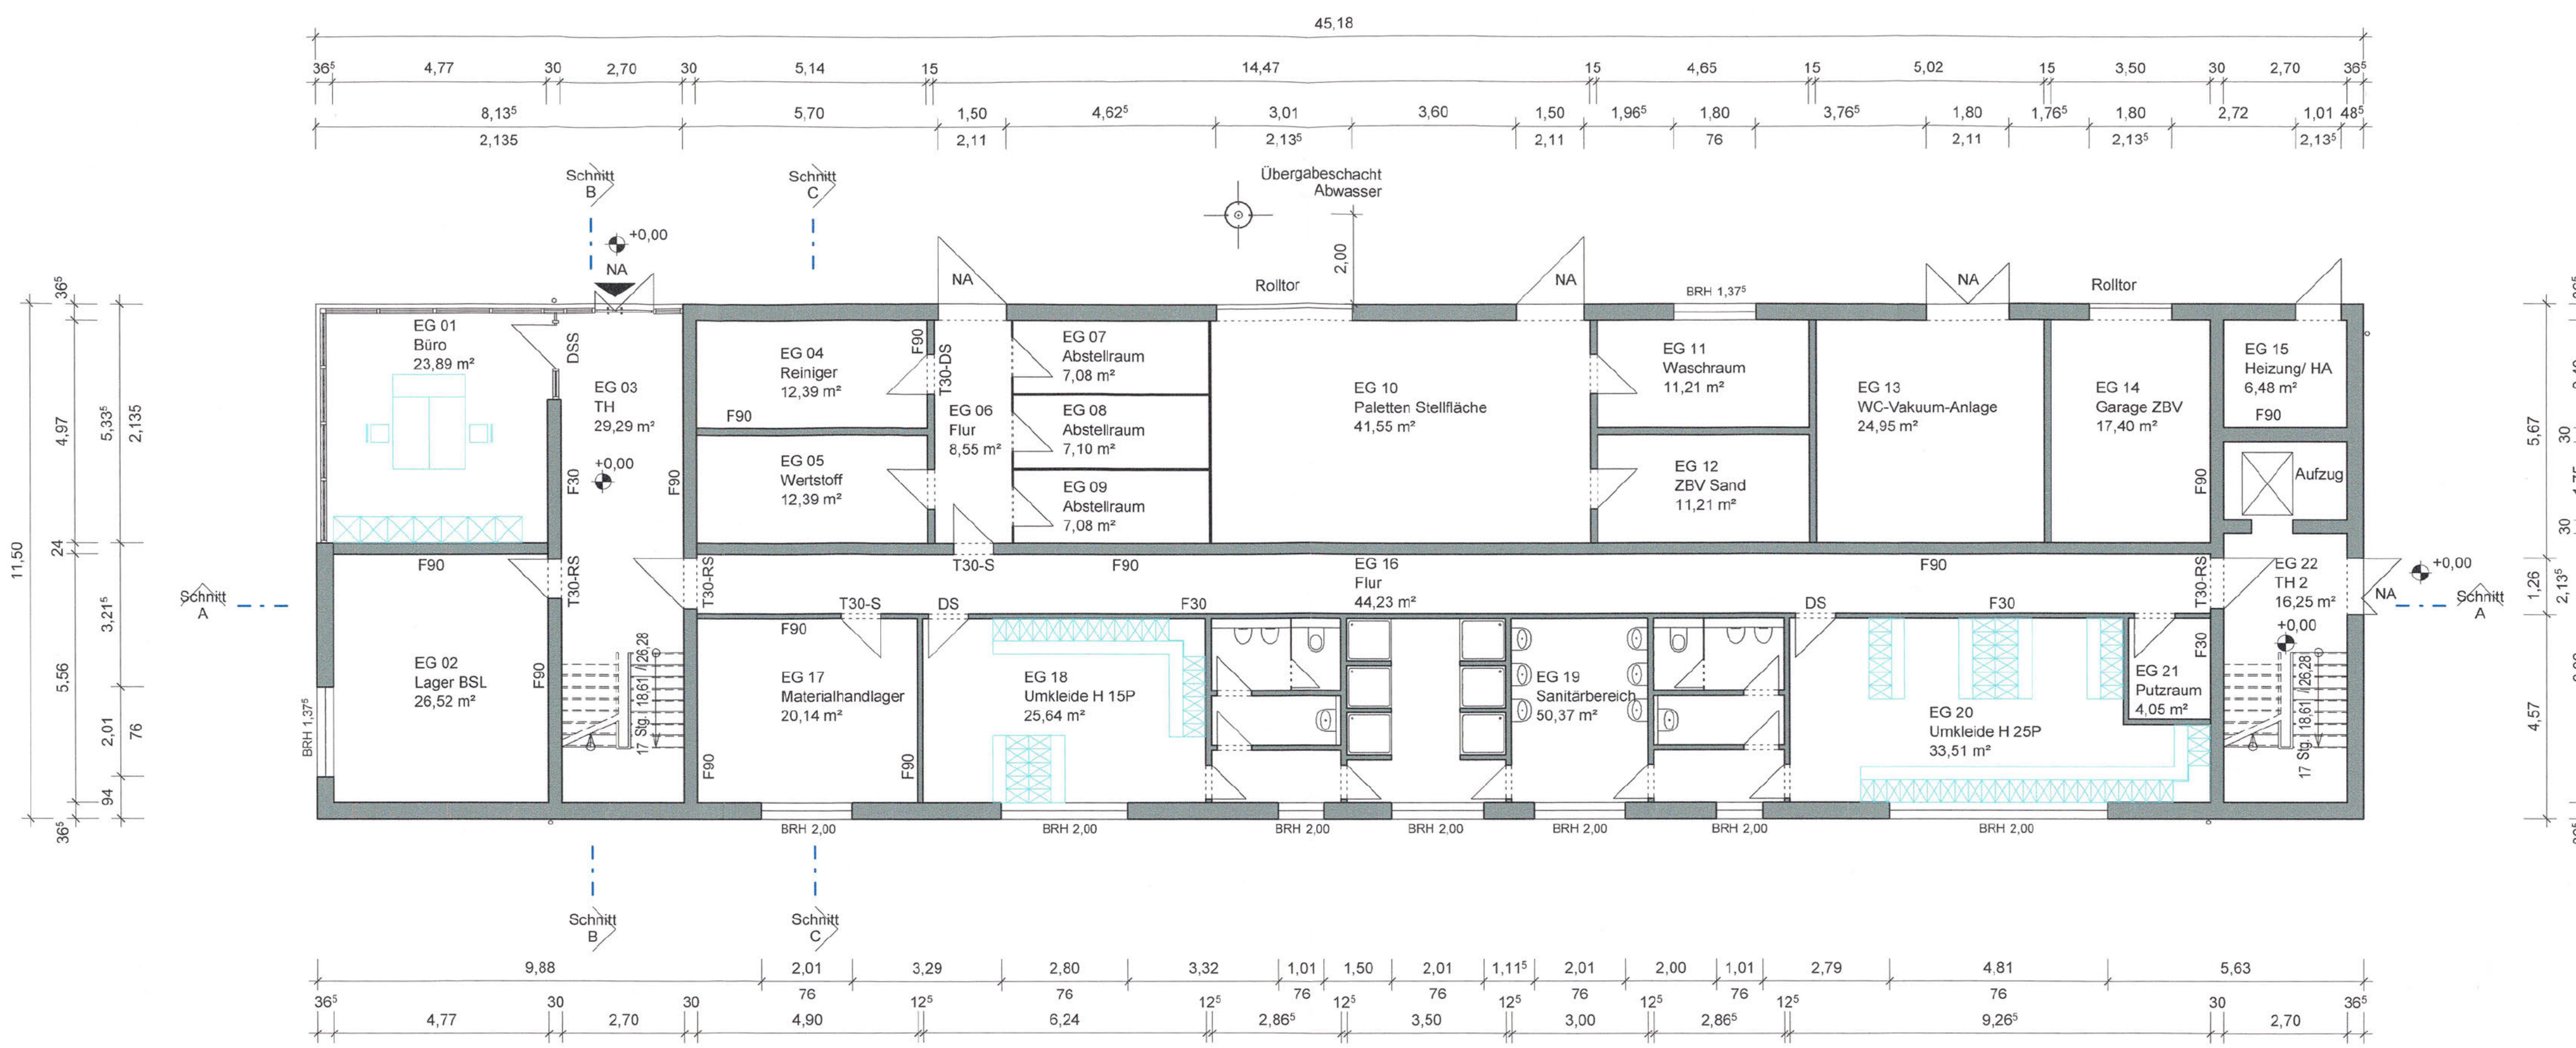 45,18
36⁵ 4,77 30 2,70 30 5,14 15 14,47 15 4,65 15 5,02 15 3,50 30 2,70 36⁵
8,13⁵ 5,70 1,50 4,62⁵ 3,01 3,60 1,50 1,96⁵ 1,80 3,76⁵ 1,80 1,76⁵ 1,80 2,72 1,01 48⁵
2,135 2,11 2,13⁵ 2,11 76 2,11 2,13⁵ 2,13⁵
Schnitt
B
Schnitt
C
Übergabeschacht
Abwasser
2,00
+0,00
NA
NA
Rolltor
NA
BRH 1,37⁵
NA
Rolltor
EG 01
Büro
23,89 m²
DSS
EG 03
TH
29,29 m²
+0,00
F30
F90
EG 04
Reiniger
12,39 m²
F90
F90
T30-DS
EG 05
Wertstoff
12,39 m²
EG 06
Flur
8,55 m²
EG 07
Abstellraum
7,08 m²
EG 08
Abstellraum
7,10 m²
EG 09
Abstellraum
7,08 m²
EG 10
Paletten Stellfläche
41,55 m²
EG 11
Waschraum
11,21 m²
EG 12
ZBV Sand
11,21 m²
EG 13
WC-Vakuum-Anlage
24,95 m²
EG 14
Garage ZBV
17,40 m²
F90
EG 15
Heizung/ HA
6,48 m²
F90
Aufzug
36⁵
4,97
24
5,56
36⁵
5,33⁵
2,135
3,21⁵
2,01
76
94
11,50
Schnitt
A
F90
T30-RS
T30-RS
T30-S
F90
EG 16
Flur
44,23 m²
F90
T30-RS
EG 22
TH 2
16,25 m²
+0,00
+0,00
NA
Schnitt
A
T30-S
DS
F30
DS
F30
EG 02
Lager BSL
26,52 m²
F90
BRH 1,37⁵
17 Stg. 18,61 / 26,28
F90
EG 17
Materialhandlager
20,14 m²
F90
F90
EG 18
Umkleide H 15P
25,64 m²
EG 19
Sanitärbereich
50,37 m²
EG 20
Umkleide H 25P
33,51 m²
EG 21
Putzraum
4,05 m²
F30
17 Stg. 18,61 / 26,28
5,67
30
30
1,26
2,13⁵
4,57
BRH 2,00
BRH 2,00
BRH 2,00
BRH 2,00
BRH 2,00
BRH 2,00
BRH 2,00
Schnitt
B
Schnitt
C
9,88 2,01 3,29 2,80 3,32 1,01 1,50 2,01 1,11⁵ 2,01 2,00 1,01 2,79 4,81 5,63
76 76 76 76 76 76 76
36⁵ 30 30 12⁵ 12⁵ 12⁵ 12⁵ 12⁵ 12⁵ 30 36⁵
4,77 2,70 4,90 6,24 2,86⁵ 3,50 3,00 2,86⁵ 9,26⁵ 2,70